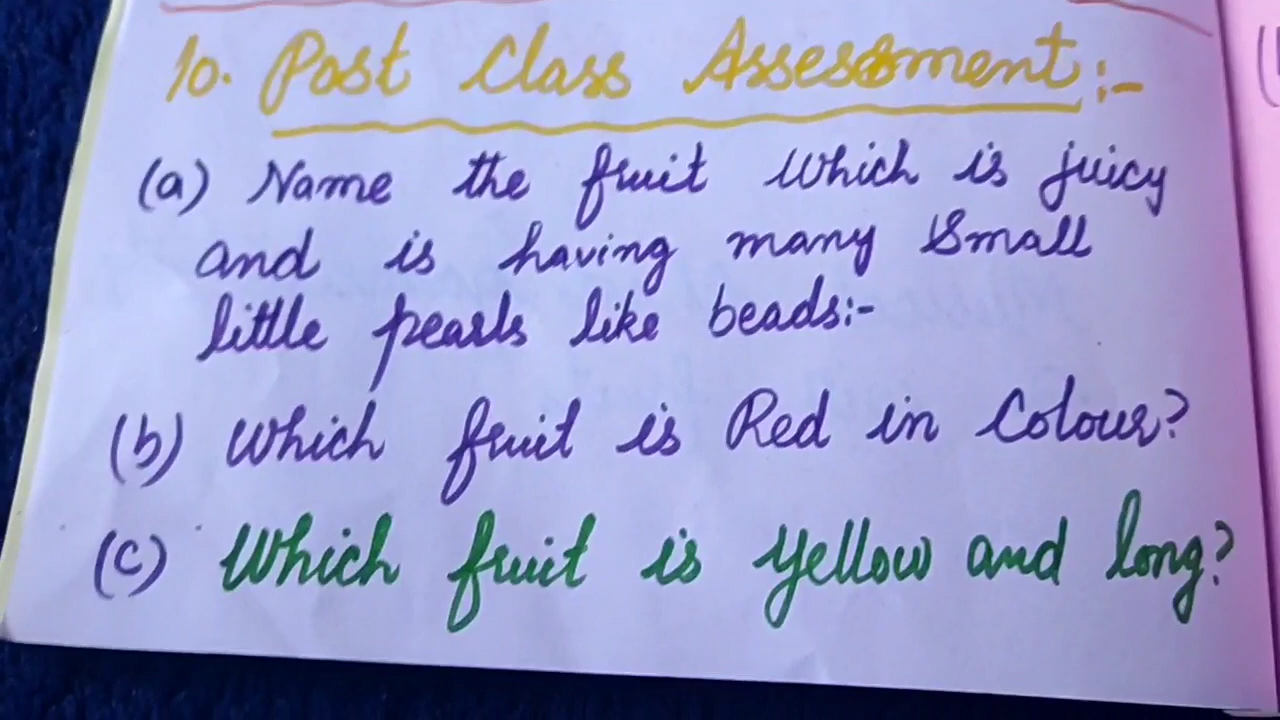 10. Post Class Assessment:-
(a) Name the fruit which is juicy
and is having many small
little pearls like beads:-
(b) Which fruit is Red in Colour?
(c) Which fruit is yellow and long?